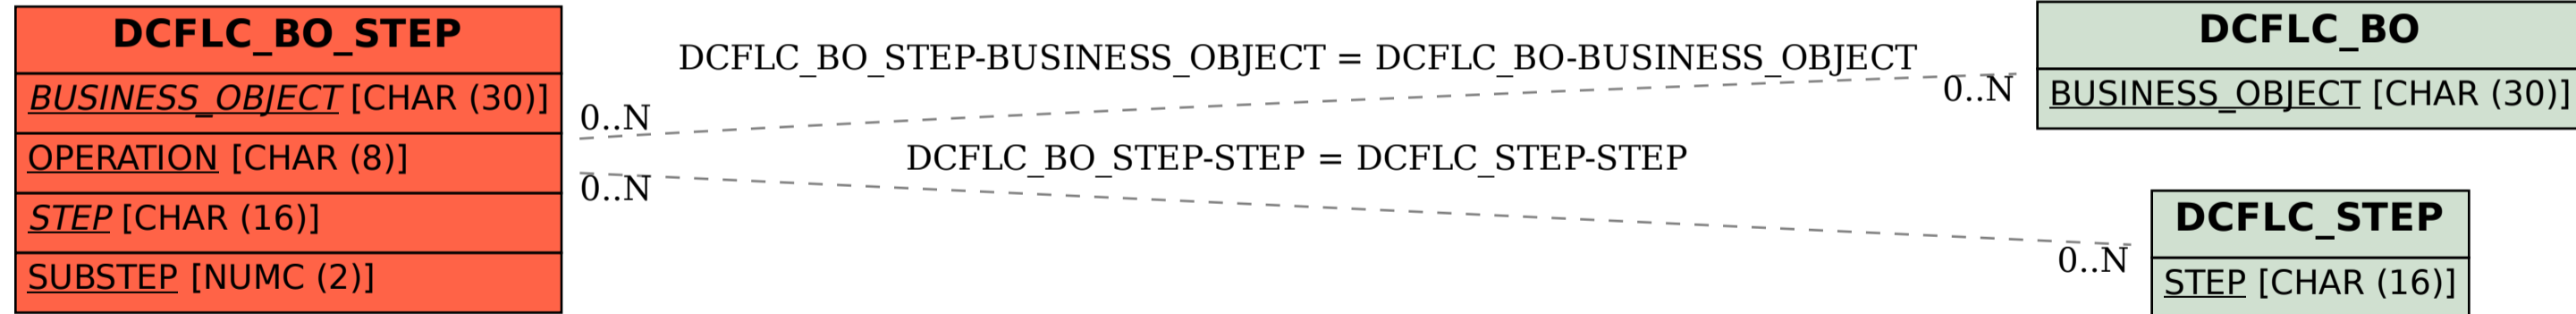 DCFLC_BO_STEP
BUSINESS_OBJECT [CHAR (30)]
OPERATION [CHAR (8)]
STEP [CHAR (16)]
SUBSTEP [NUMC (2)]
DCFLC_BO_STEP-BUSINESS_OBJECT = DCFLC_BO-BUSINESS_OBJECT
0..N
0..N
DCFLC_BO_STEP-STEP = DCFLC_STEP-STEP
0..N
0..N
DCFLC_BO
BUSINESS_OBJECT [CHAR (30)]
DCFLC_STEP
STEP [CHAR (16)]